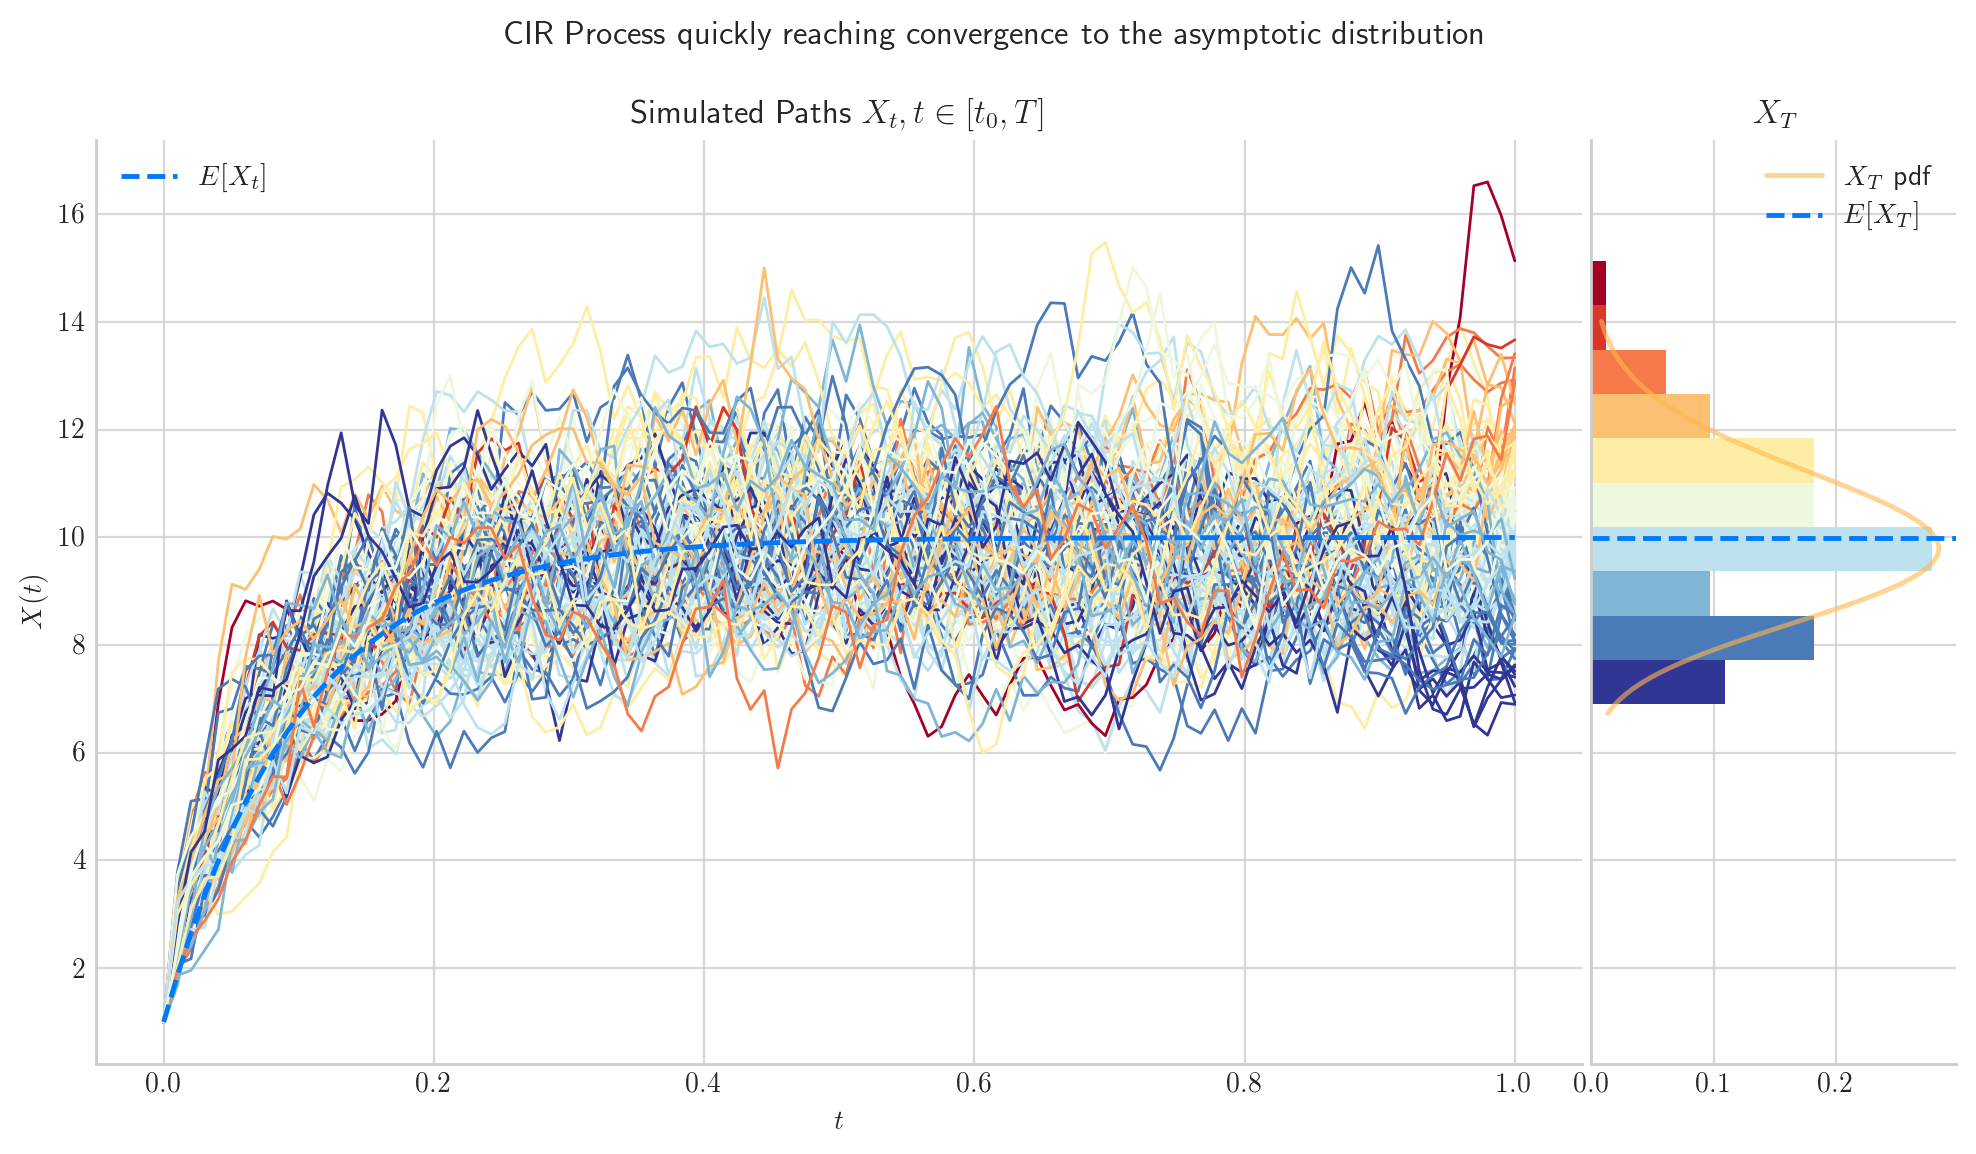 CIR Process quickly reaching convergence to the asymptotic distribution
Simulated Paths $X_t, t \in [t_0, T]$
$X_T$
$E[X_t]$
$X_T$ pdf
$E[X_T]$
16
14
12
10
8
6
4
2
X(t)
0.0 0.2 0.4 0.6 0.8 1.0
t
0.0 0.1 0.2